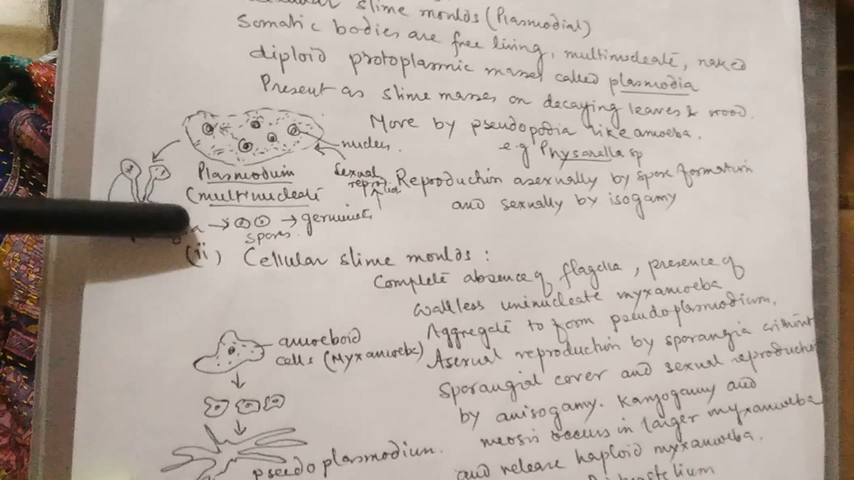 slime moulds (Plasmodial)
Somatic bodies are free living, multinucleate, naked
diploid protoplasmic masses called plasmodia
Present as slime masses on decaying leaves & wood.
Move by pseudopodia like amoeba.
nuclei.
e.g Physarella sp
Plasmodium
(multinucleate
Sexual
repro
Reproduction asexually by spore formation
and sexually by isogamy
→ germinate
spores
(ii) Cellular slime moulds :
Complete absence of flagella, presence of
wallless uninucleate myxamoeba
Aggregate to form pseudoplasmodium.
amoeboid
cells (Myxamoeba)
Asexual reproduction by sporangia without
Sporangial cover and sexual reproduction
by anisogamy. Karyogamy and
meosis occurs in larger myxamoeba
and release haploid myxamoeba.
pseudoplasmodium.